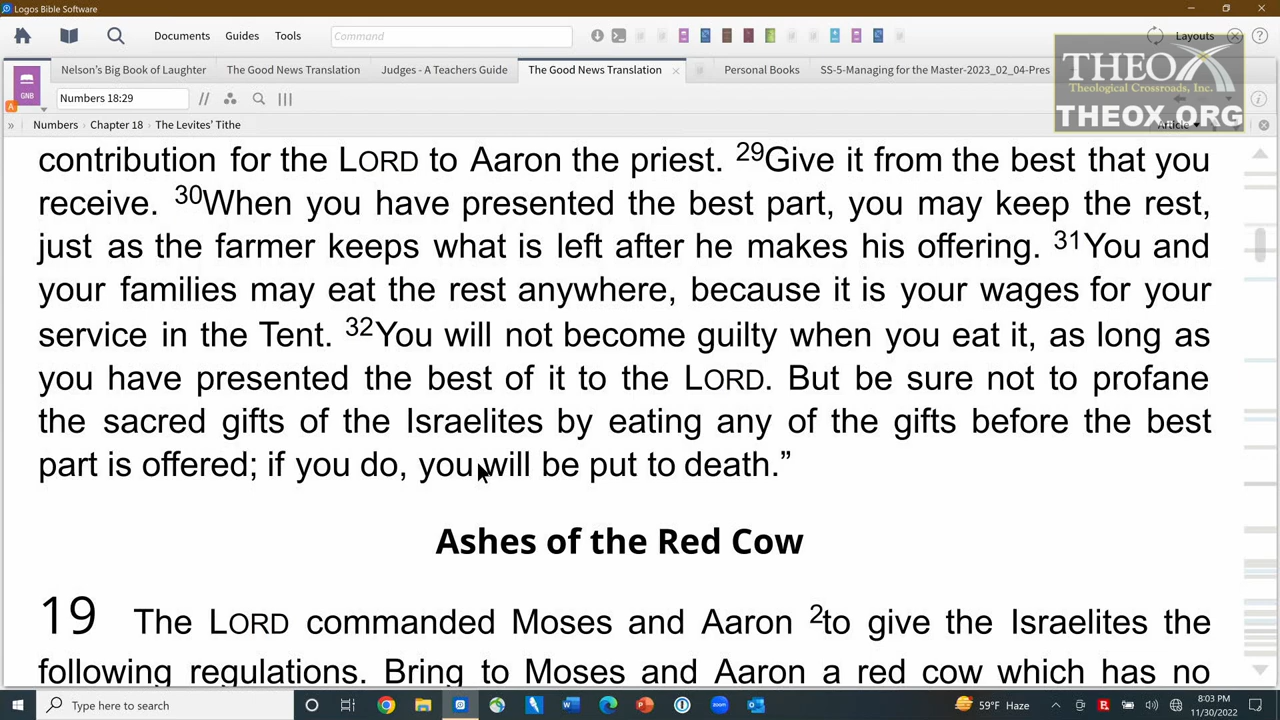 Logos Bible Software
Documents Guides Tools Command Layouts
Nelson's Big Book of Laughter The Good News Translation Judges - A Guide The Good News Translation Personal Books SS-5-Managing for the Master-2023_02_04-Pres
THEOX
Theological Crossroads, Inc.
THEOX.ORG
GNB
A
Numbers 18:29
Numbers › Chapter 18 › The Levites' Tithe
Article
contribution for the LORD to Aaron the priest. 29Give it from the best that you
receive. 30When you have presented the best part, you may keep the rest,
just as the farmer keeps what is left after he makes his offering. 31You and
your families may eat the rest anywhere, because it is your wages for your
service in the Tent. 32You will not become guilty when you eat it, as long as
you have presented the best of it to the LORD. But be sure not to profane
the sacred gifts of the Israelites by eating any of the gifts before the best
part is offered; if you do, you will be put to death.”
Ashes of the Red Cow
19 The LORD commanded Moses and Aaron 2to give the Israelites the
following regulations. Bring to Moses and Aaron a red cow which has no
Type here to search
59°F Haze
8:03 PM
11/30/2022